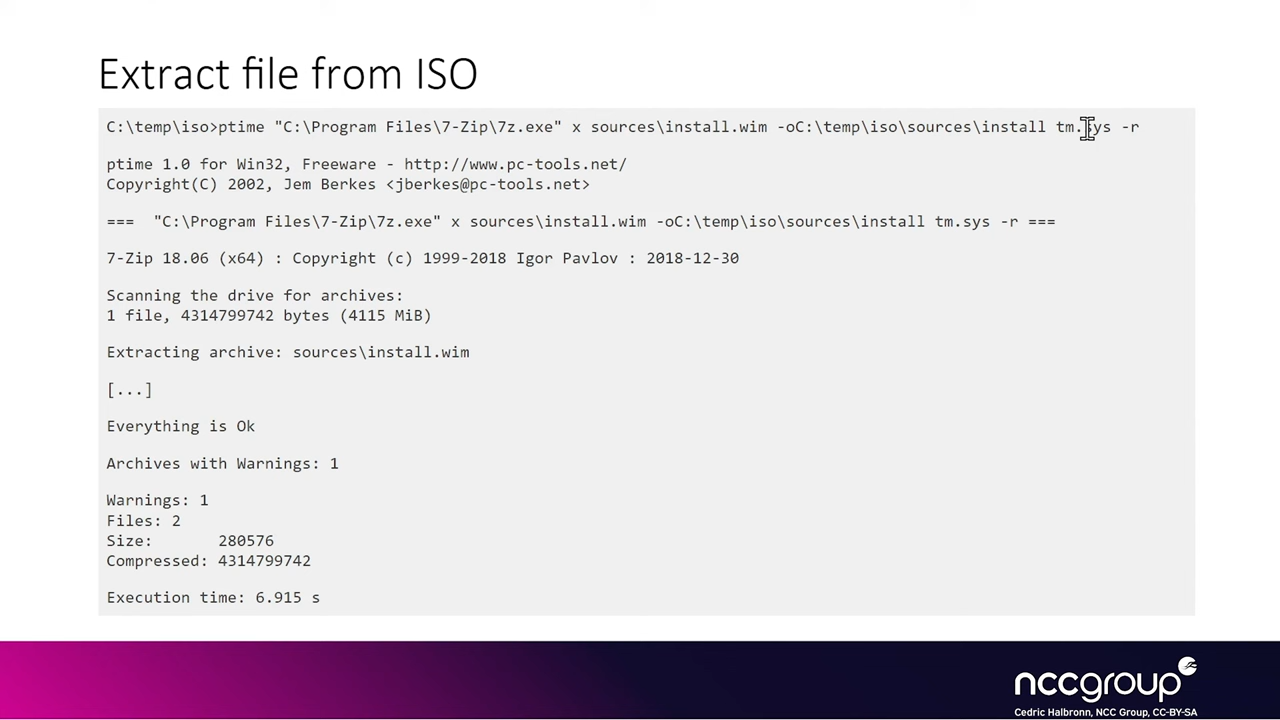 Extract file from ISO
C:\temp\iso>ptime "C:\Program Files\7-Zip\7z.exe" x sources\install.wim -oC:\temp\iso\sources\install tm.sys -r
ptime 1.0 for Win32, Freeware - http://www.pc-tools.net/
Copyright(C) 2002, Jem Berkes <jberkes@pc-tools.net>
===  "C:\Program Files\7-Zip\7z.exe" x sources\install.wim -oC:\temp\iso\sources\install tm.sys -r ===
7-Zip 18.06 (x64) : Copyright (c) 1999-2018 Igor Pavlov : 2018-12-30
Scanning the drive for archives:
1 file, 4314799742 bytes (4115 MiB)
Extracting archive: sources\install.wim
[...]
Everything is Ok
Archives with Warnings: 1
Warnings: 1
Files: 2
Size:       280576
Compressed: 4314799742
Execution time: 6.915 s
nccgroup
Cedric Halbronn, NCC Group, CC-BY-SA